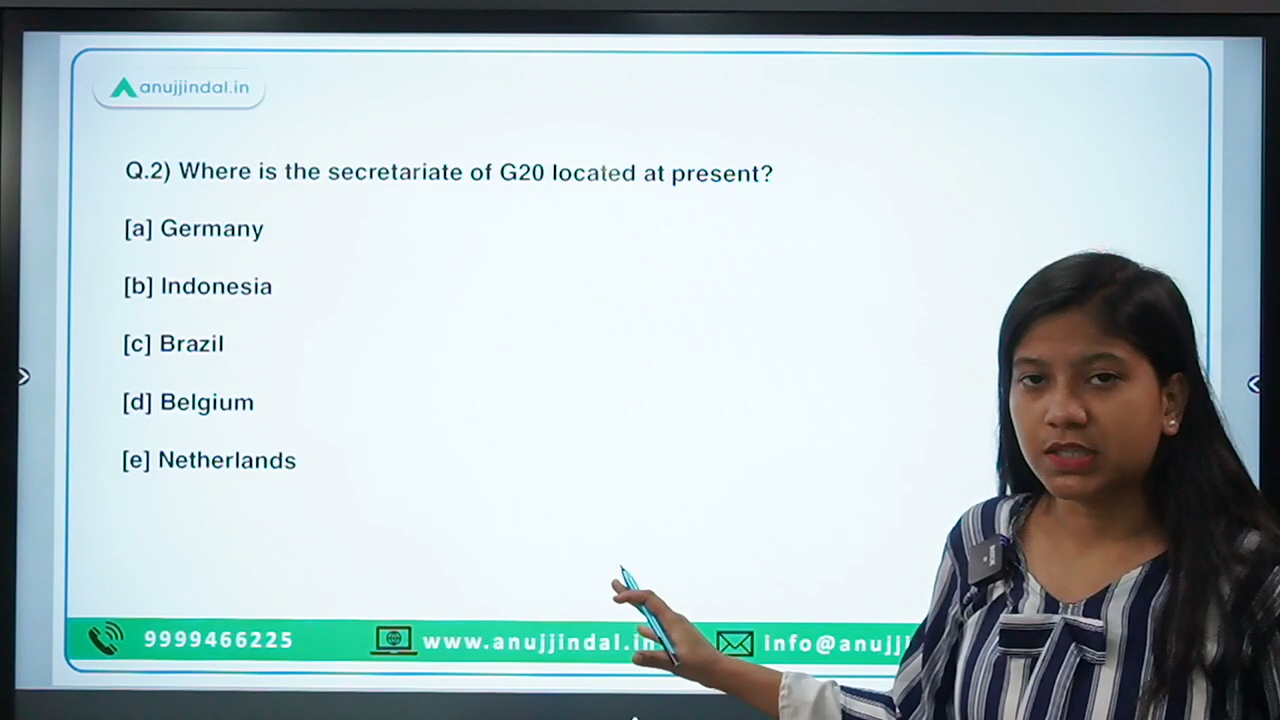 anujjindal.in
Q.2) Where is the secretariate of G20 located at present?
[a] Germany
[b] Indonesia
[c] Brazil
[d] Belgium
[e] Netherlands
9999466225 www.anujjindal.in info@anujji